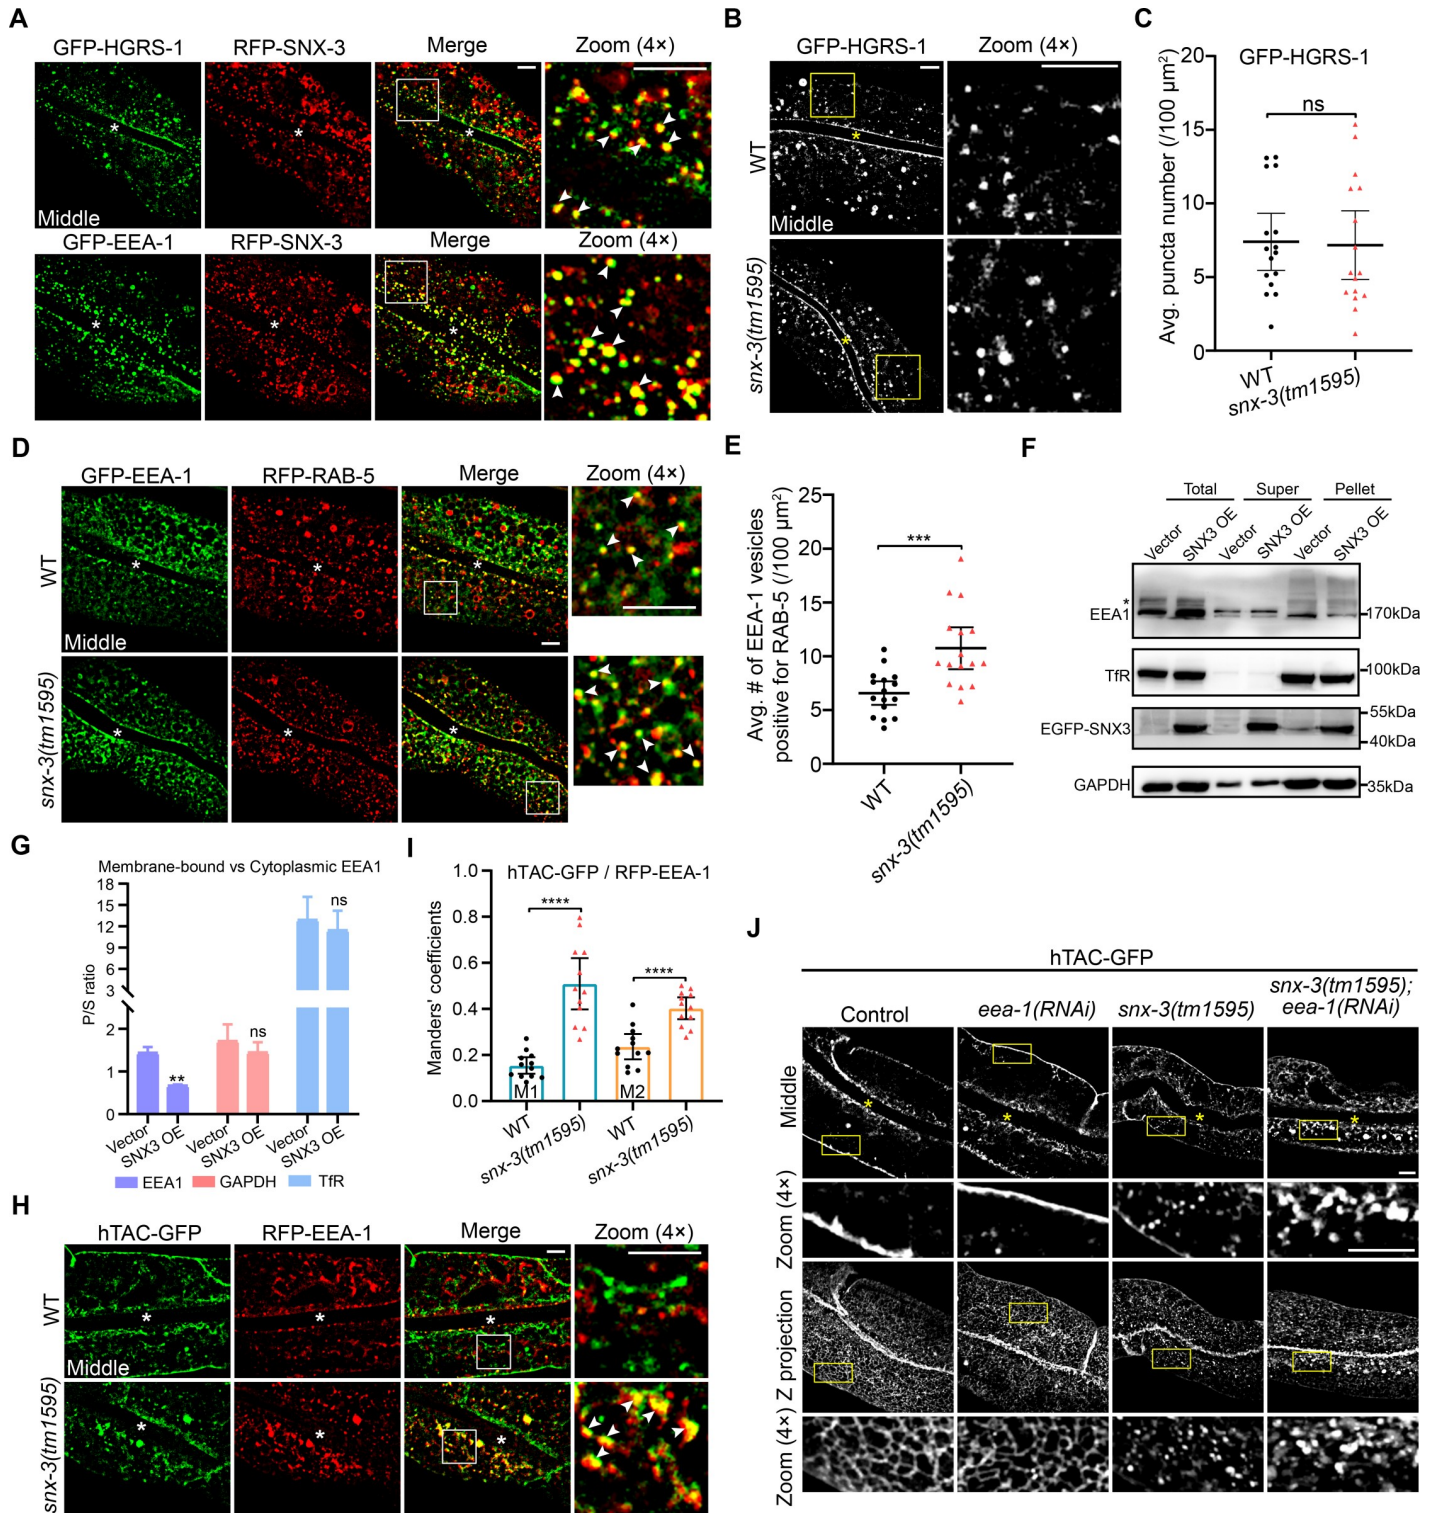 A
GFP-HGRS-1 RFP-SNX-3 Merge Zoom (4×)
*
*
*
Middle
GFP-EEA-1 RFP-SNX-3 Merge Zoom (4×)
*
*
*
B
GFP-HGRS-1 Zoom (4×)
WT
*
Middle
snx-3(tm1595)
*
C
GFP-HGRS-1
ns
Avg. puncta number (/100 µm²)
20
15
10
5
0
WT
snx-3(tm1595)
D
GFP-EEA-1 RFP-RAB-5 Merge Zoom (4×)
WT
*
*
*
Middle
snx-3(tm1595)
*
*
*
E
Avg. # of EEA-1 vesicles
positive for RAB-5 (/100 µm²)
25
20
15
10
5
0
***
WT
snx-3(tm1595)
F
Total Super Pellet
Vector SNX3 OE Vector SNX3 OE Vector SNX3 OE
*
EEA1 170kDa
TfR 100kDa
55kDa
EGFP-SNX3
40kDa
GAPDH 35kDa
G
Membrane-bound vs Cytoplasmic EEA1
P/S ratio
18
15
12
9
6
3
2
1
0
**
ns
ns
Vector SNX3 OE Vector SNX3 OE Vector SNX3 OE
EEA1 GAPDH TfR
H
hTAC-GFP RFP-EEA-1 Merge Zoom (4×)
WT
*
*
*
Middle
snx-3(tm1595)
*
*
*
I
hTAC-GFP / RFP-EEA-1
Manders' coefficients
1.0
0.8
0.6
0.4
0.2
0.0
****
****
M1 M2
WT snx-3(tm1595) WT snx-3(tm1595)
J
hTAC-GFP
Control eea-1(RNAi) snx-3(tm1595) snx-3(tm1595);
eea-1(RNAi)
Middle
*
*
*
*
Zoom (4×)
Z projection
Zoom (4×)